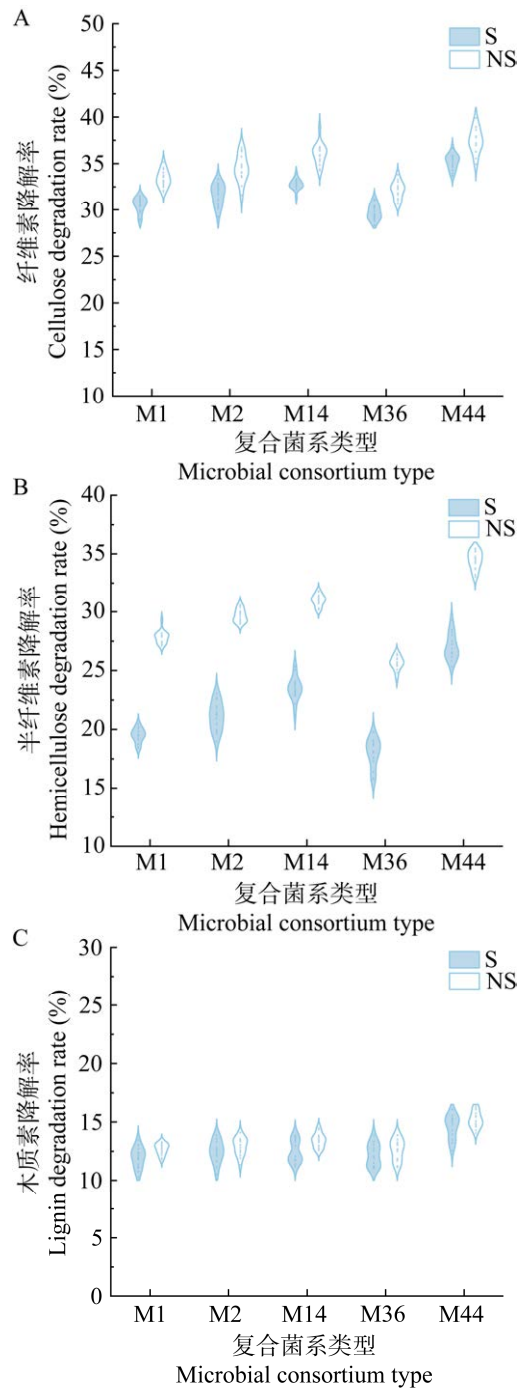 A
S
NS
纤维素降解率
Cellulose degradation rate (%)
50
45
40
35
30
25
20
15
10
M1 M2 M14 M36 M44
复合菌系类型
Microbial consortium type
B
S
NS
半纤维素降解率
Hemicellulose degradation rate (%)
40
35
30
25
20
15
10
M1 M2 M14 M36 M44
复合菌系类型
Microbial consortium type
C
S
NS
木质素降解率
Lignin degradation rate (%)
30
25
20
15
10
5
0
M1 M2 M14 M36 M44
复合菌系类型
Microbial consortium type